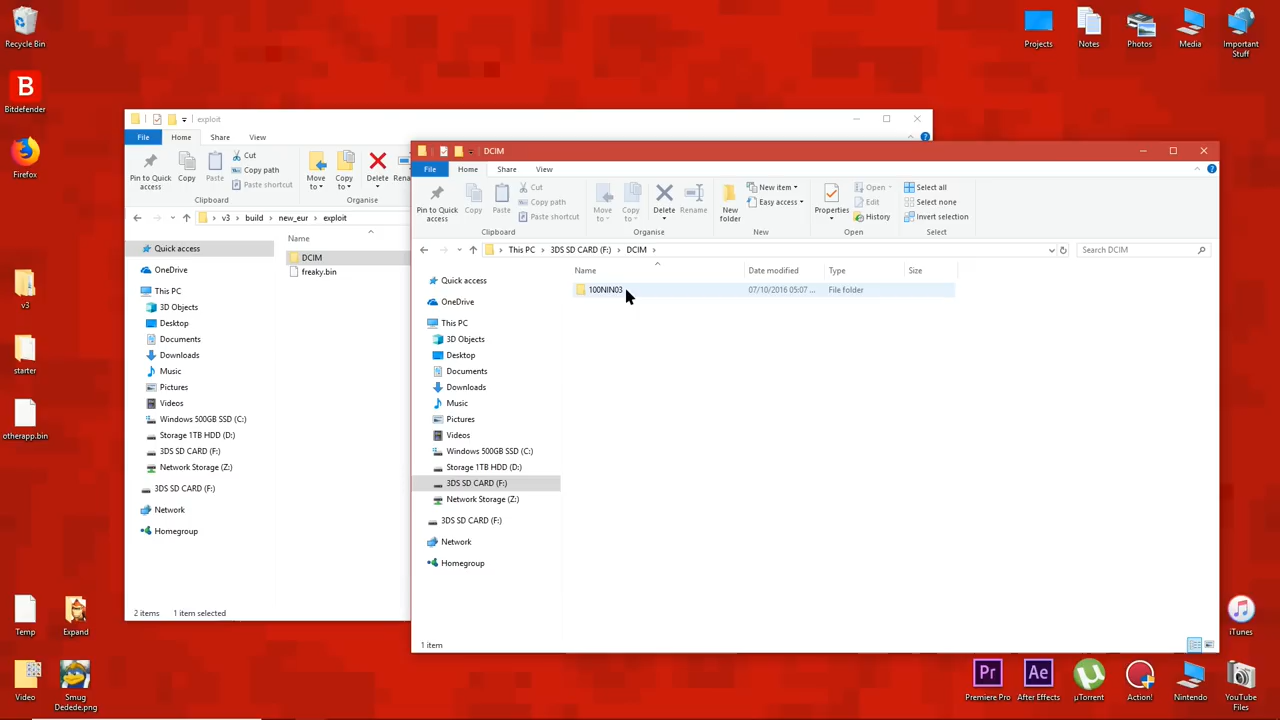 Recycle Bin
Bitdefender
Firefox
v3
starter
otherapp.bin
Temp
Expand
Video
Smug
Dedede.png
Projects
Notes
Photos
Media
Important
Stuff
iTunes
Premiere Pro
After Effects
µTorrent
Action!
Nintendo
YouTube
Files
exploit
File
Home
Share
View
Pin to Quick
access
Copy
Paste
Cut
Copy path
Paste shortcut
Clipboard
Move
to
Copy
to
Delete
Organise
v3
build
new_eur
exploit
Name
DCIM
freaky.bin
Quick access
OneDrive
This PC
3D Objects
Desktop
Documents
Downloads
Music
Pictures
Videos
Windows 500GB SSD (C:)
Storage 1TB HDD (D:)
3DS SD CARD (F:)
Network Storage (Z:)
3DS SD CARD (F:)
Network
Homegroup
2 items
1 item selected
DCIM
File
Home
Share
View
Pin to Quick
access
Copy
Paste
Cut
Copy path
Paste shortcut
Clipboard
Move
to
Copy
to
Delete
Rename
Organise
New
folder
New item
Easy access
New
Properties
Open
Edit
History
Open
Select all
Select none
Invert selection
Select
This PC
3DS SD CARD (F:)
DCIM
Search DCIM
Name
Date modified
Type
Size
100NIN03
07/10/2016 05:07 ...
File folder
Quick access
OneDrive
This PC
3D Objects
Desktop
Documents
Downloads
Music
Pictures
Videos
Windows 500GB SSD (C:)
Storage 1TB HDD (D:)
3DS SD CARD (F:)
Network Storage (Z:)
3DS SD CARD (F:)
Network
Homegroup
1 item